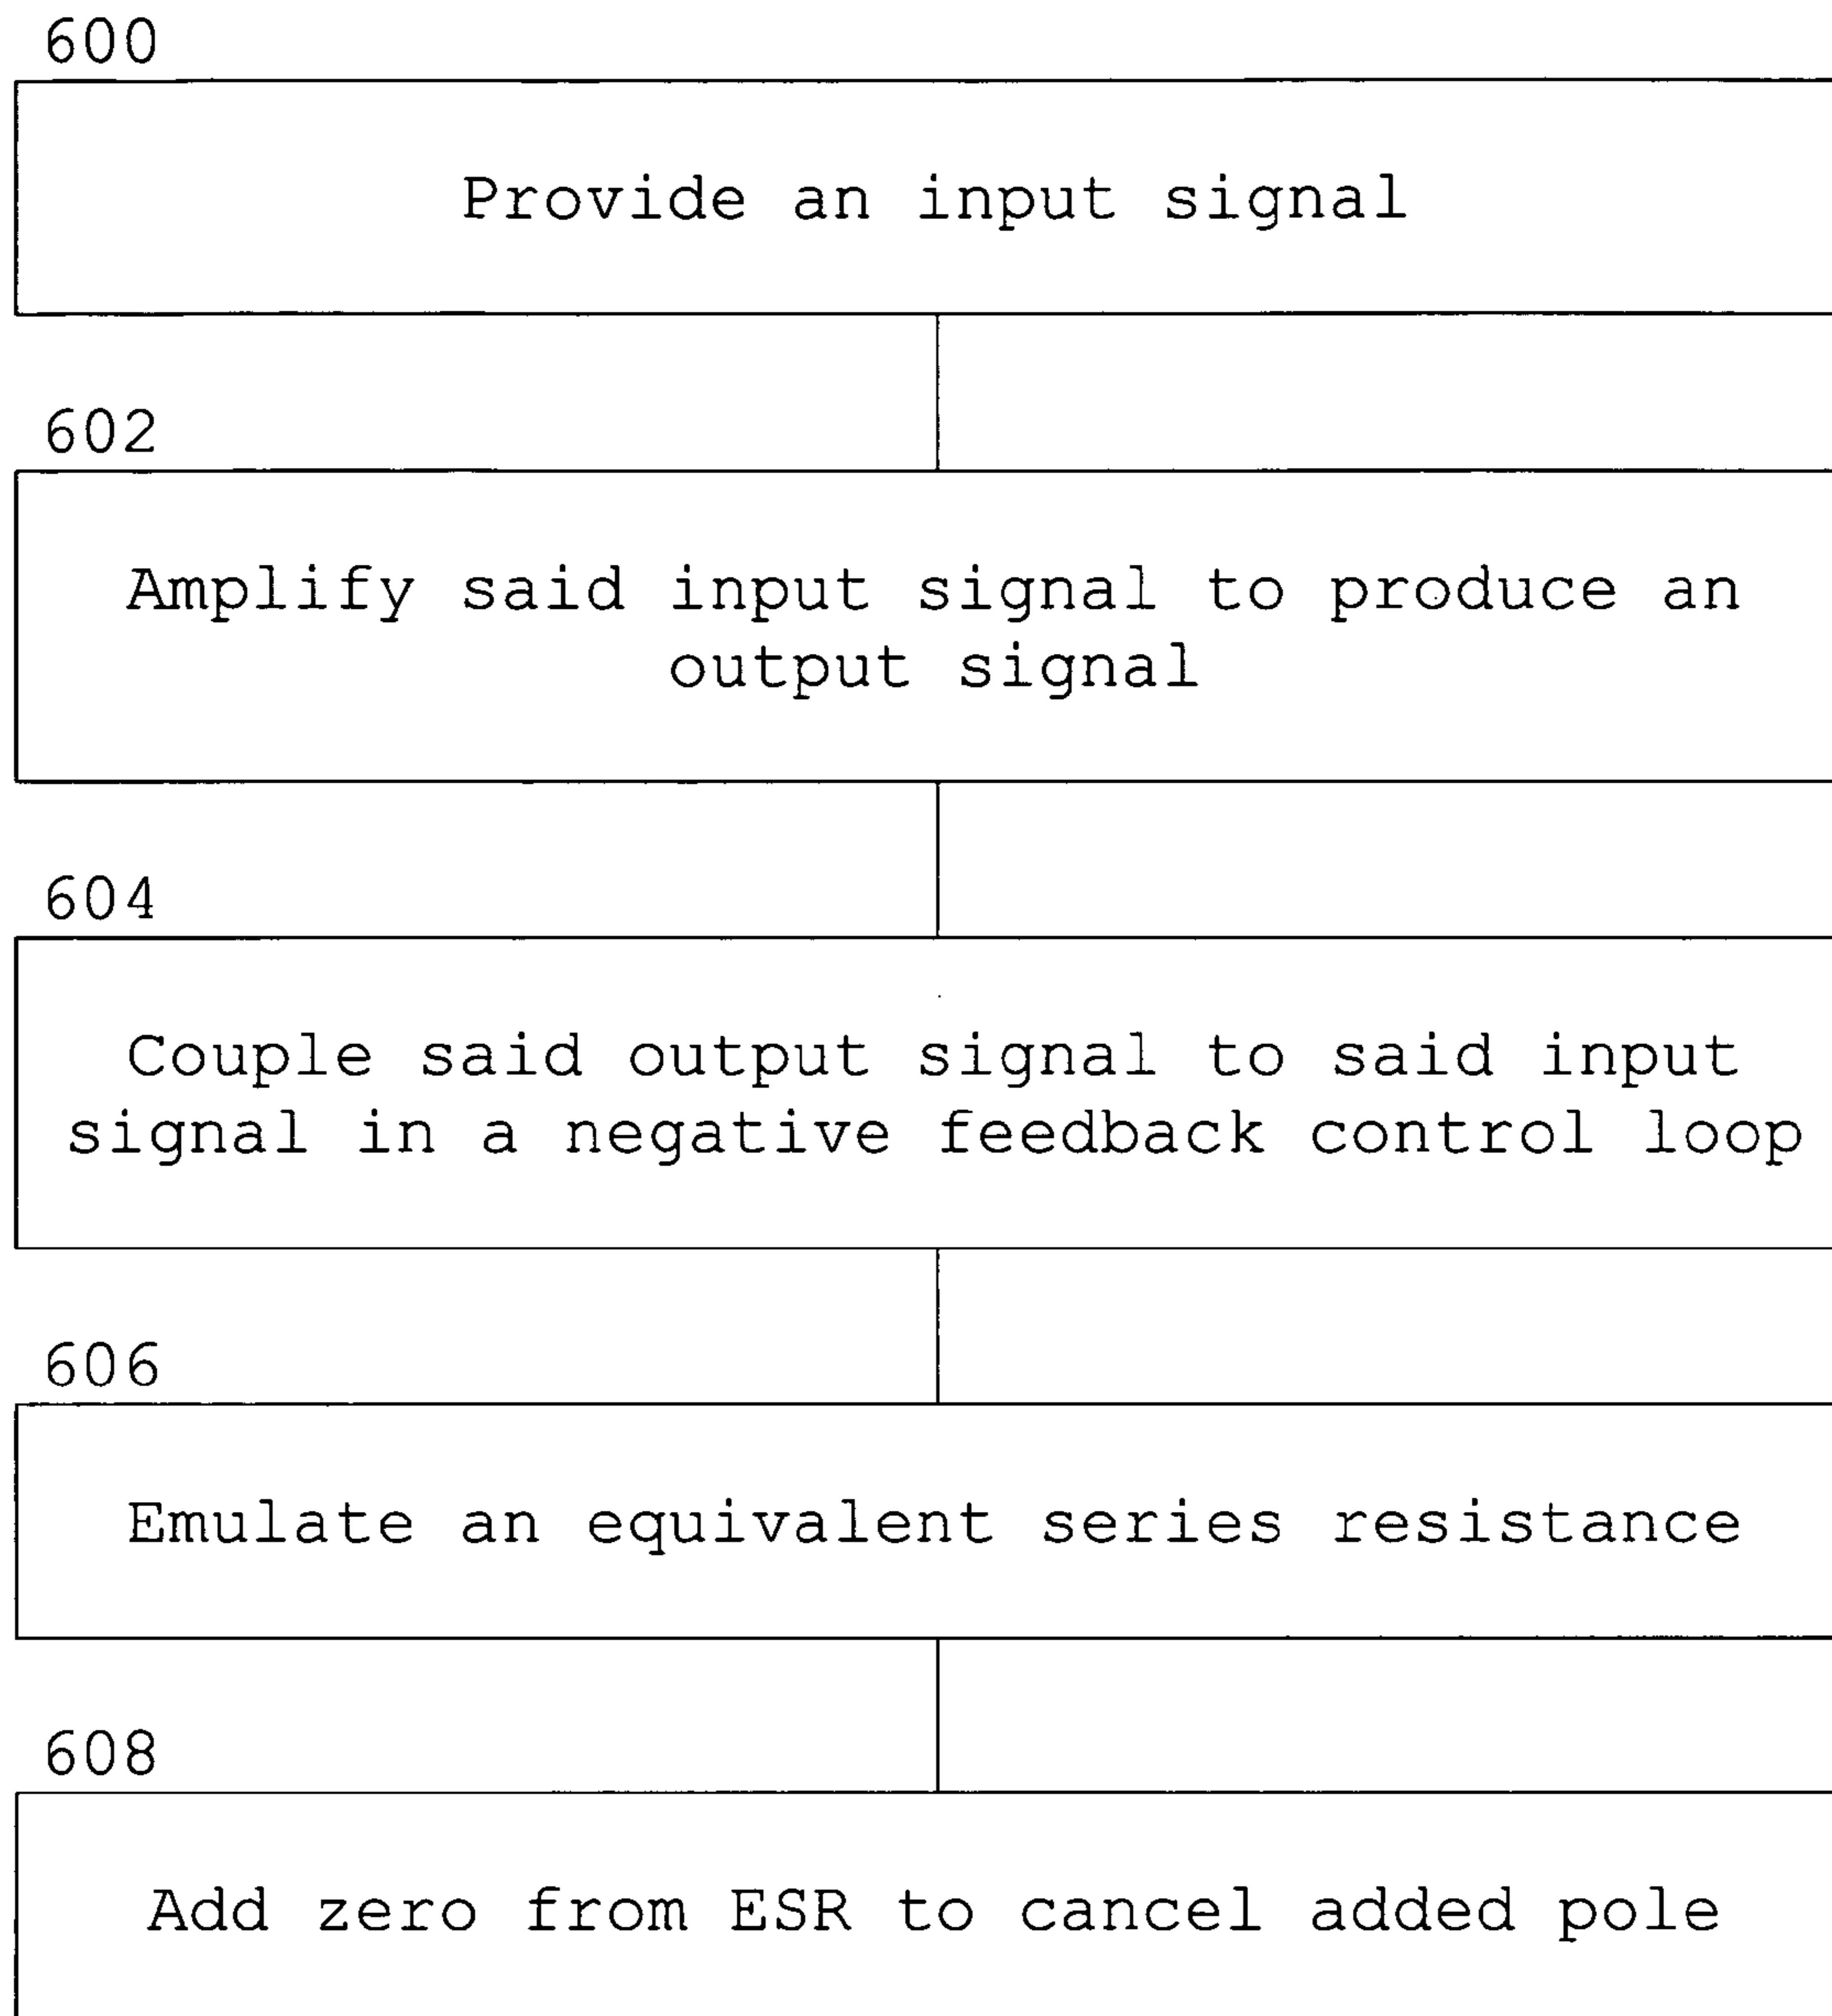 600
Provide an input signal
602
Amplify said input signal to produce an
output signal
604
Couple said output signal to said input
signal in a negative feedback control loop
606
Emulate an equivalent series resistance
608
Add zero from ESR to cancel added pole